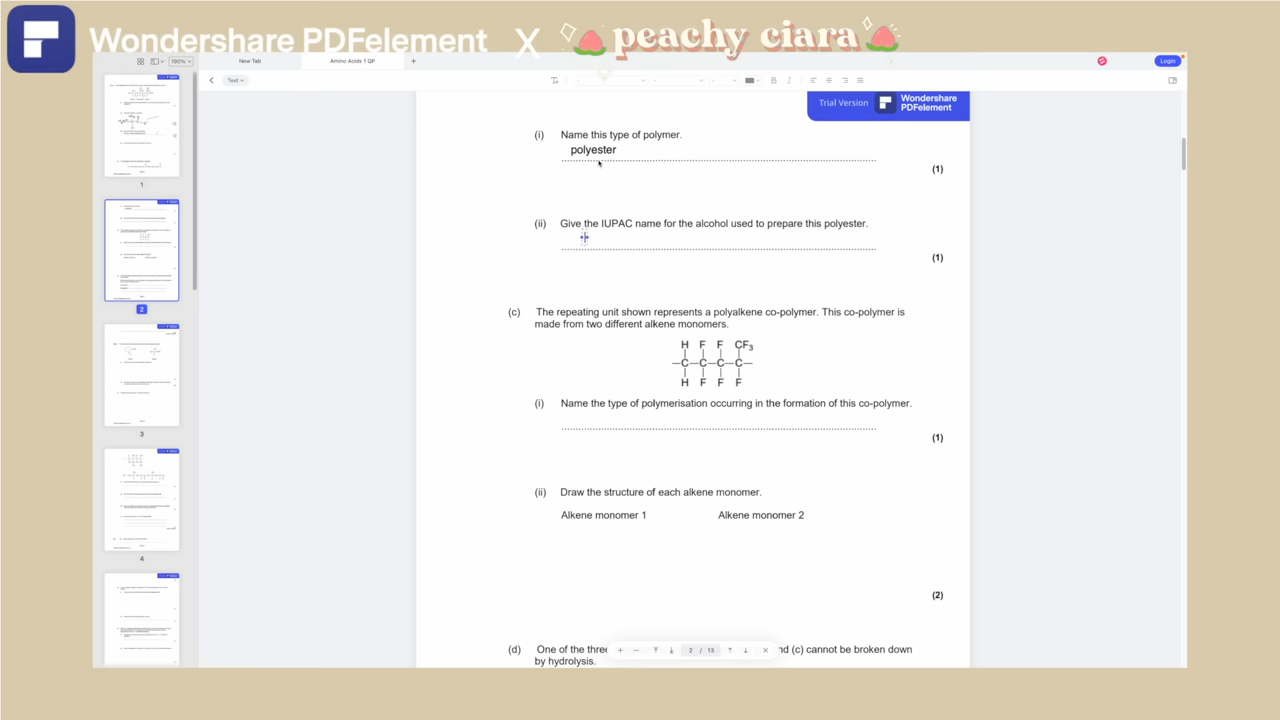 Wondershare PDFelement X peachy ciara
New Tab
Amino Acids 1 QP
+
Login
190%
Text
B
I
Trial Version
Wondershare
PDFelement
(i) Name this type of polymer.
polyester
(1)
(ii) Give the IUPAC name for the alcohol used to prepare this polyester.
(1)
(c) The repeating unit shown represents a polyalkene co-polymer. This co-polymer is
made from two different alkene monomers.
H F F CF3
C C C C
H F F F
(i) Name the type of polymerisation occurring in the formation of this co-polymer.
(1)
(ii) Draw the structure of each alkene monomer.
Alkene monomer 1 Alkene monomer 2
(2)
(d) One of the three nd (c) cannot be broken down
by hydrolysis.
2 / 13
1
2
3
4